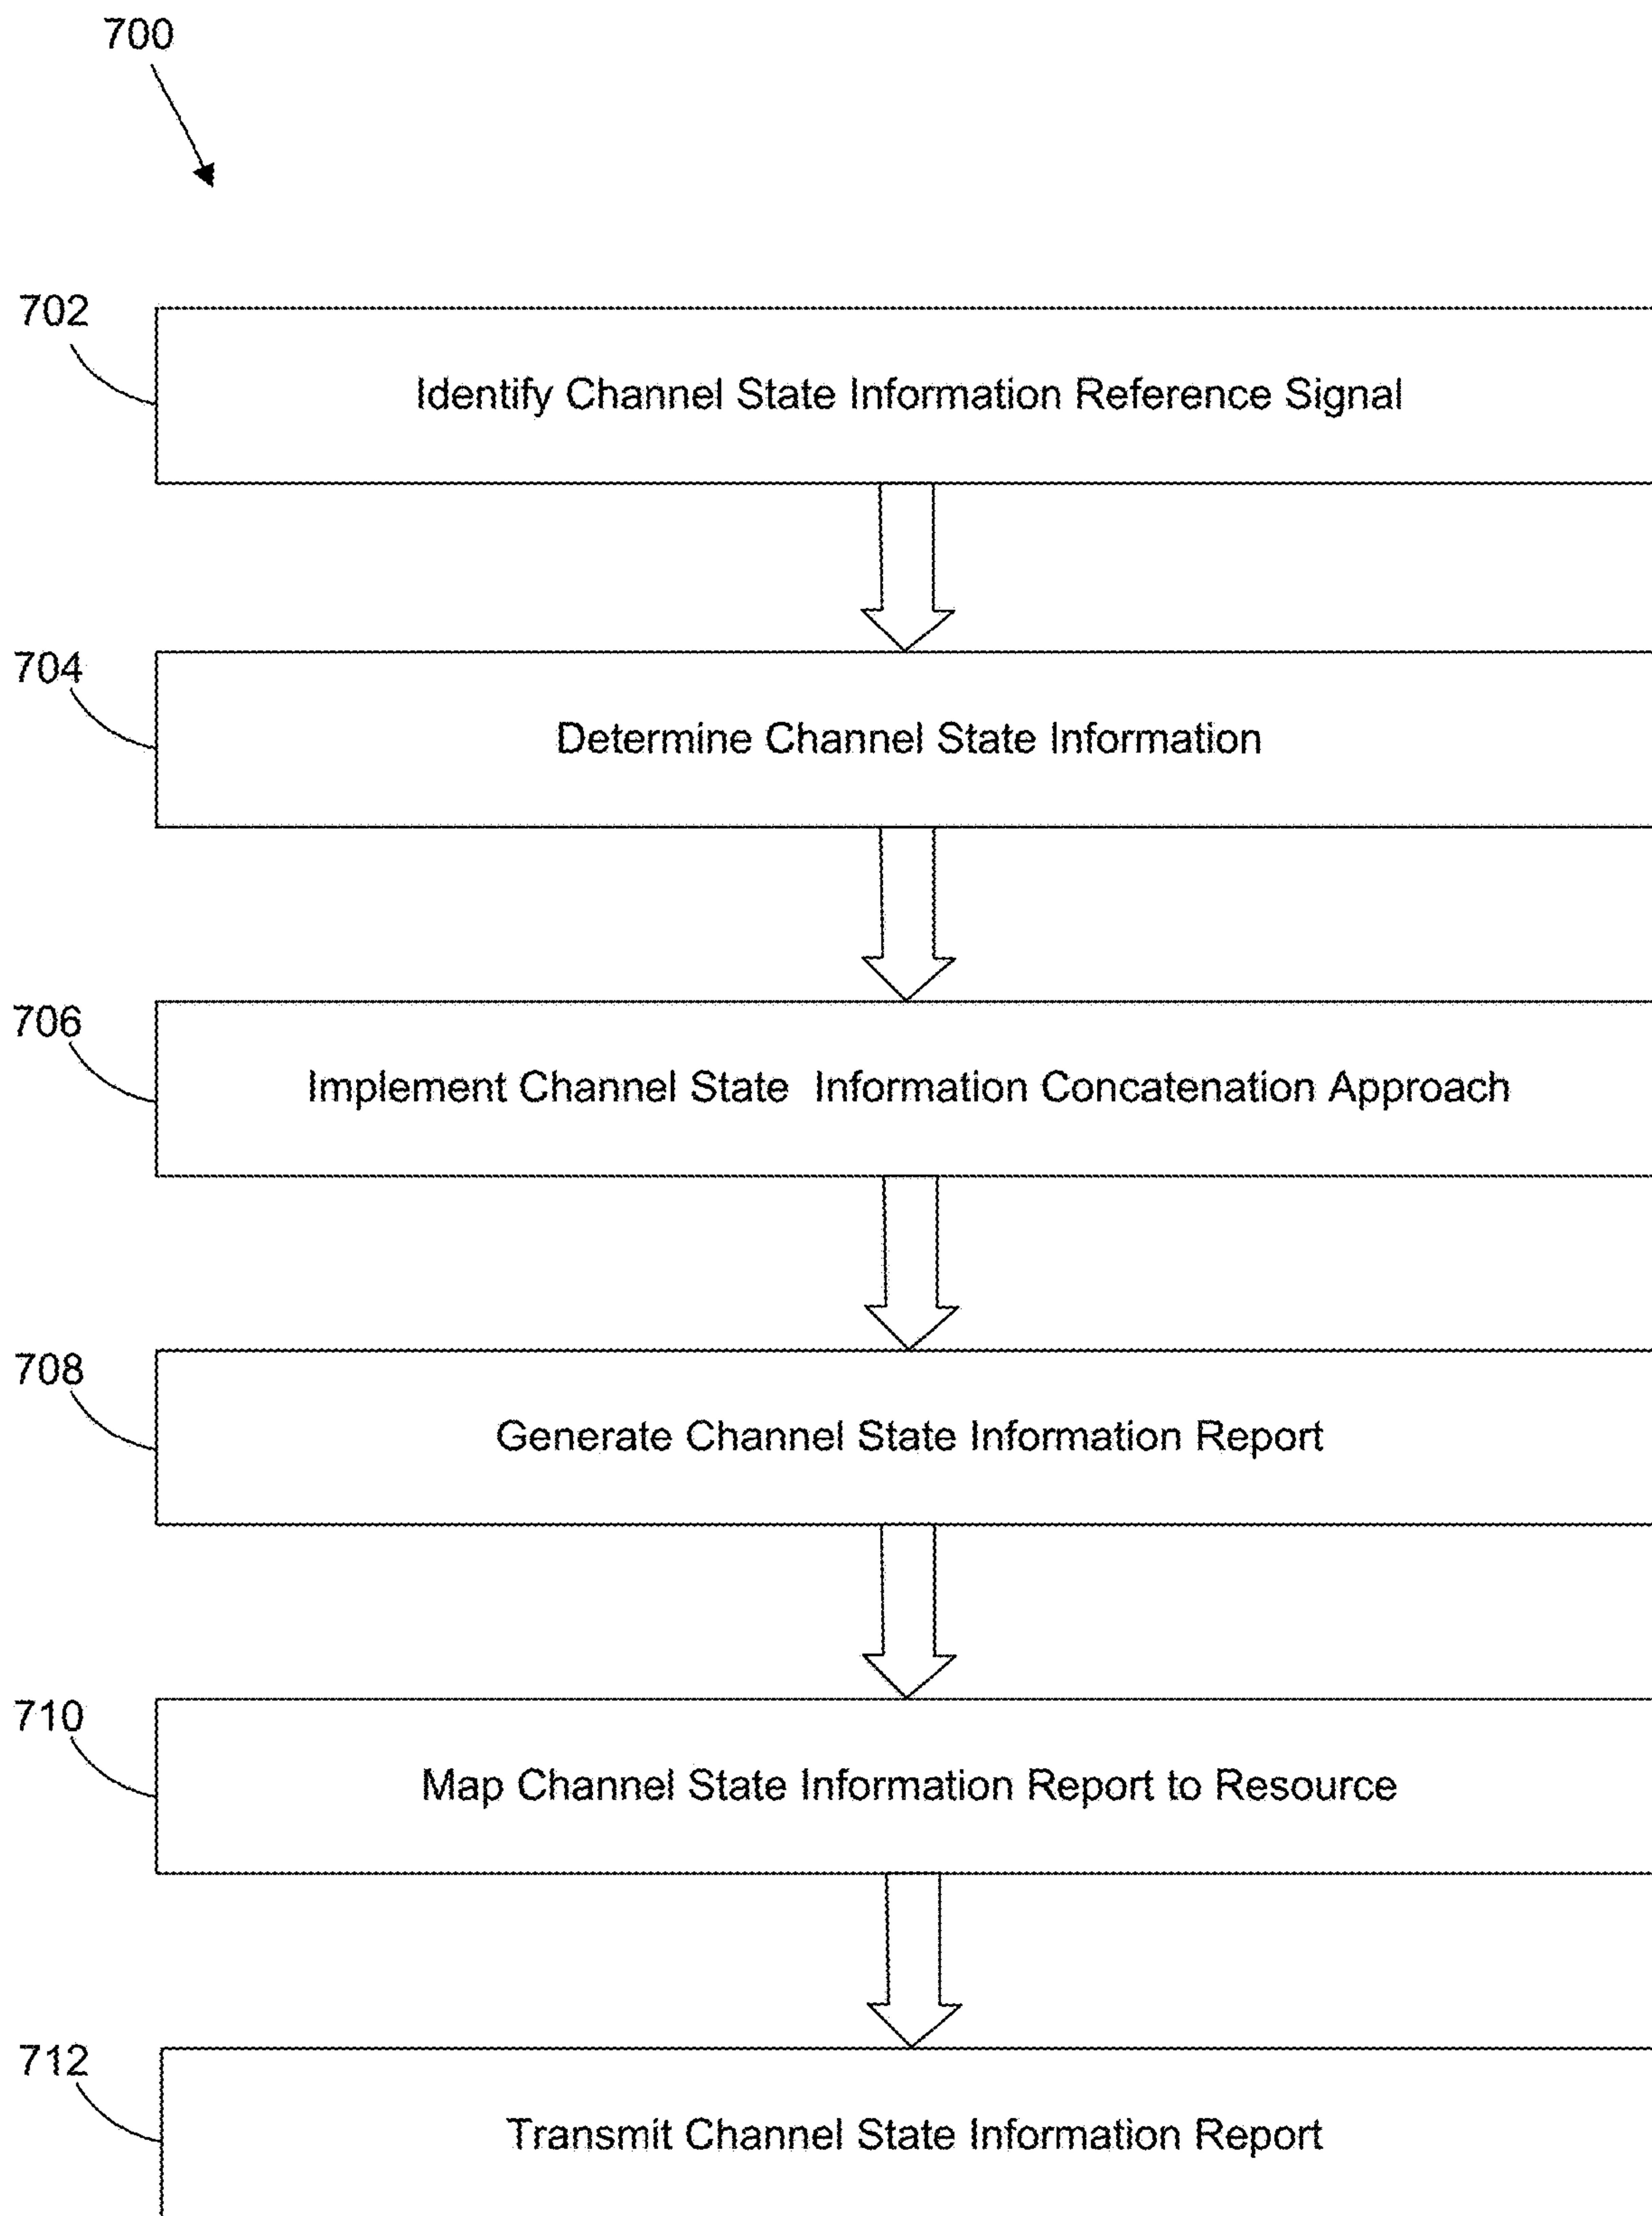 700
702
Identify Channel State Information Reference Signal
704
Determine Channel State Information
706
Implement Channel State Information Concatenation Approach
708
Generate Channel State Information Report
710
Map Channel State Information Report to Resource
712
Transmit Channel State Information Report